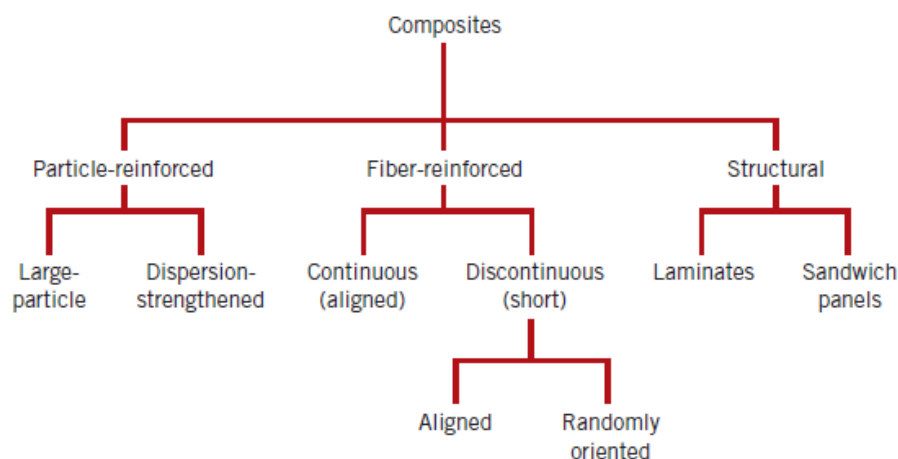 Composites
Particle-reinforced
Fiber-reinforced
Structural
Large-
particle
Dispersion-
strengthened
Continuous
(aligned)
Discontinuous
(short)
Laminates
Sandwich
panels
Aligned
Randomly
oriented